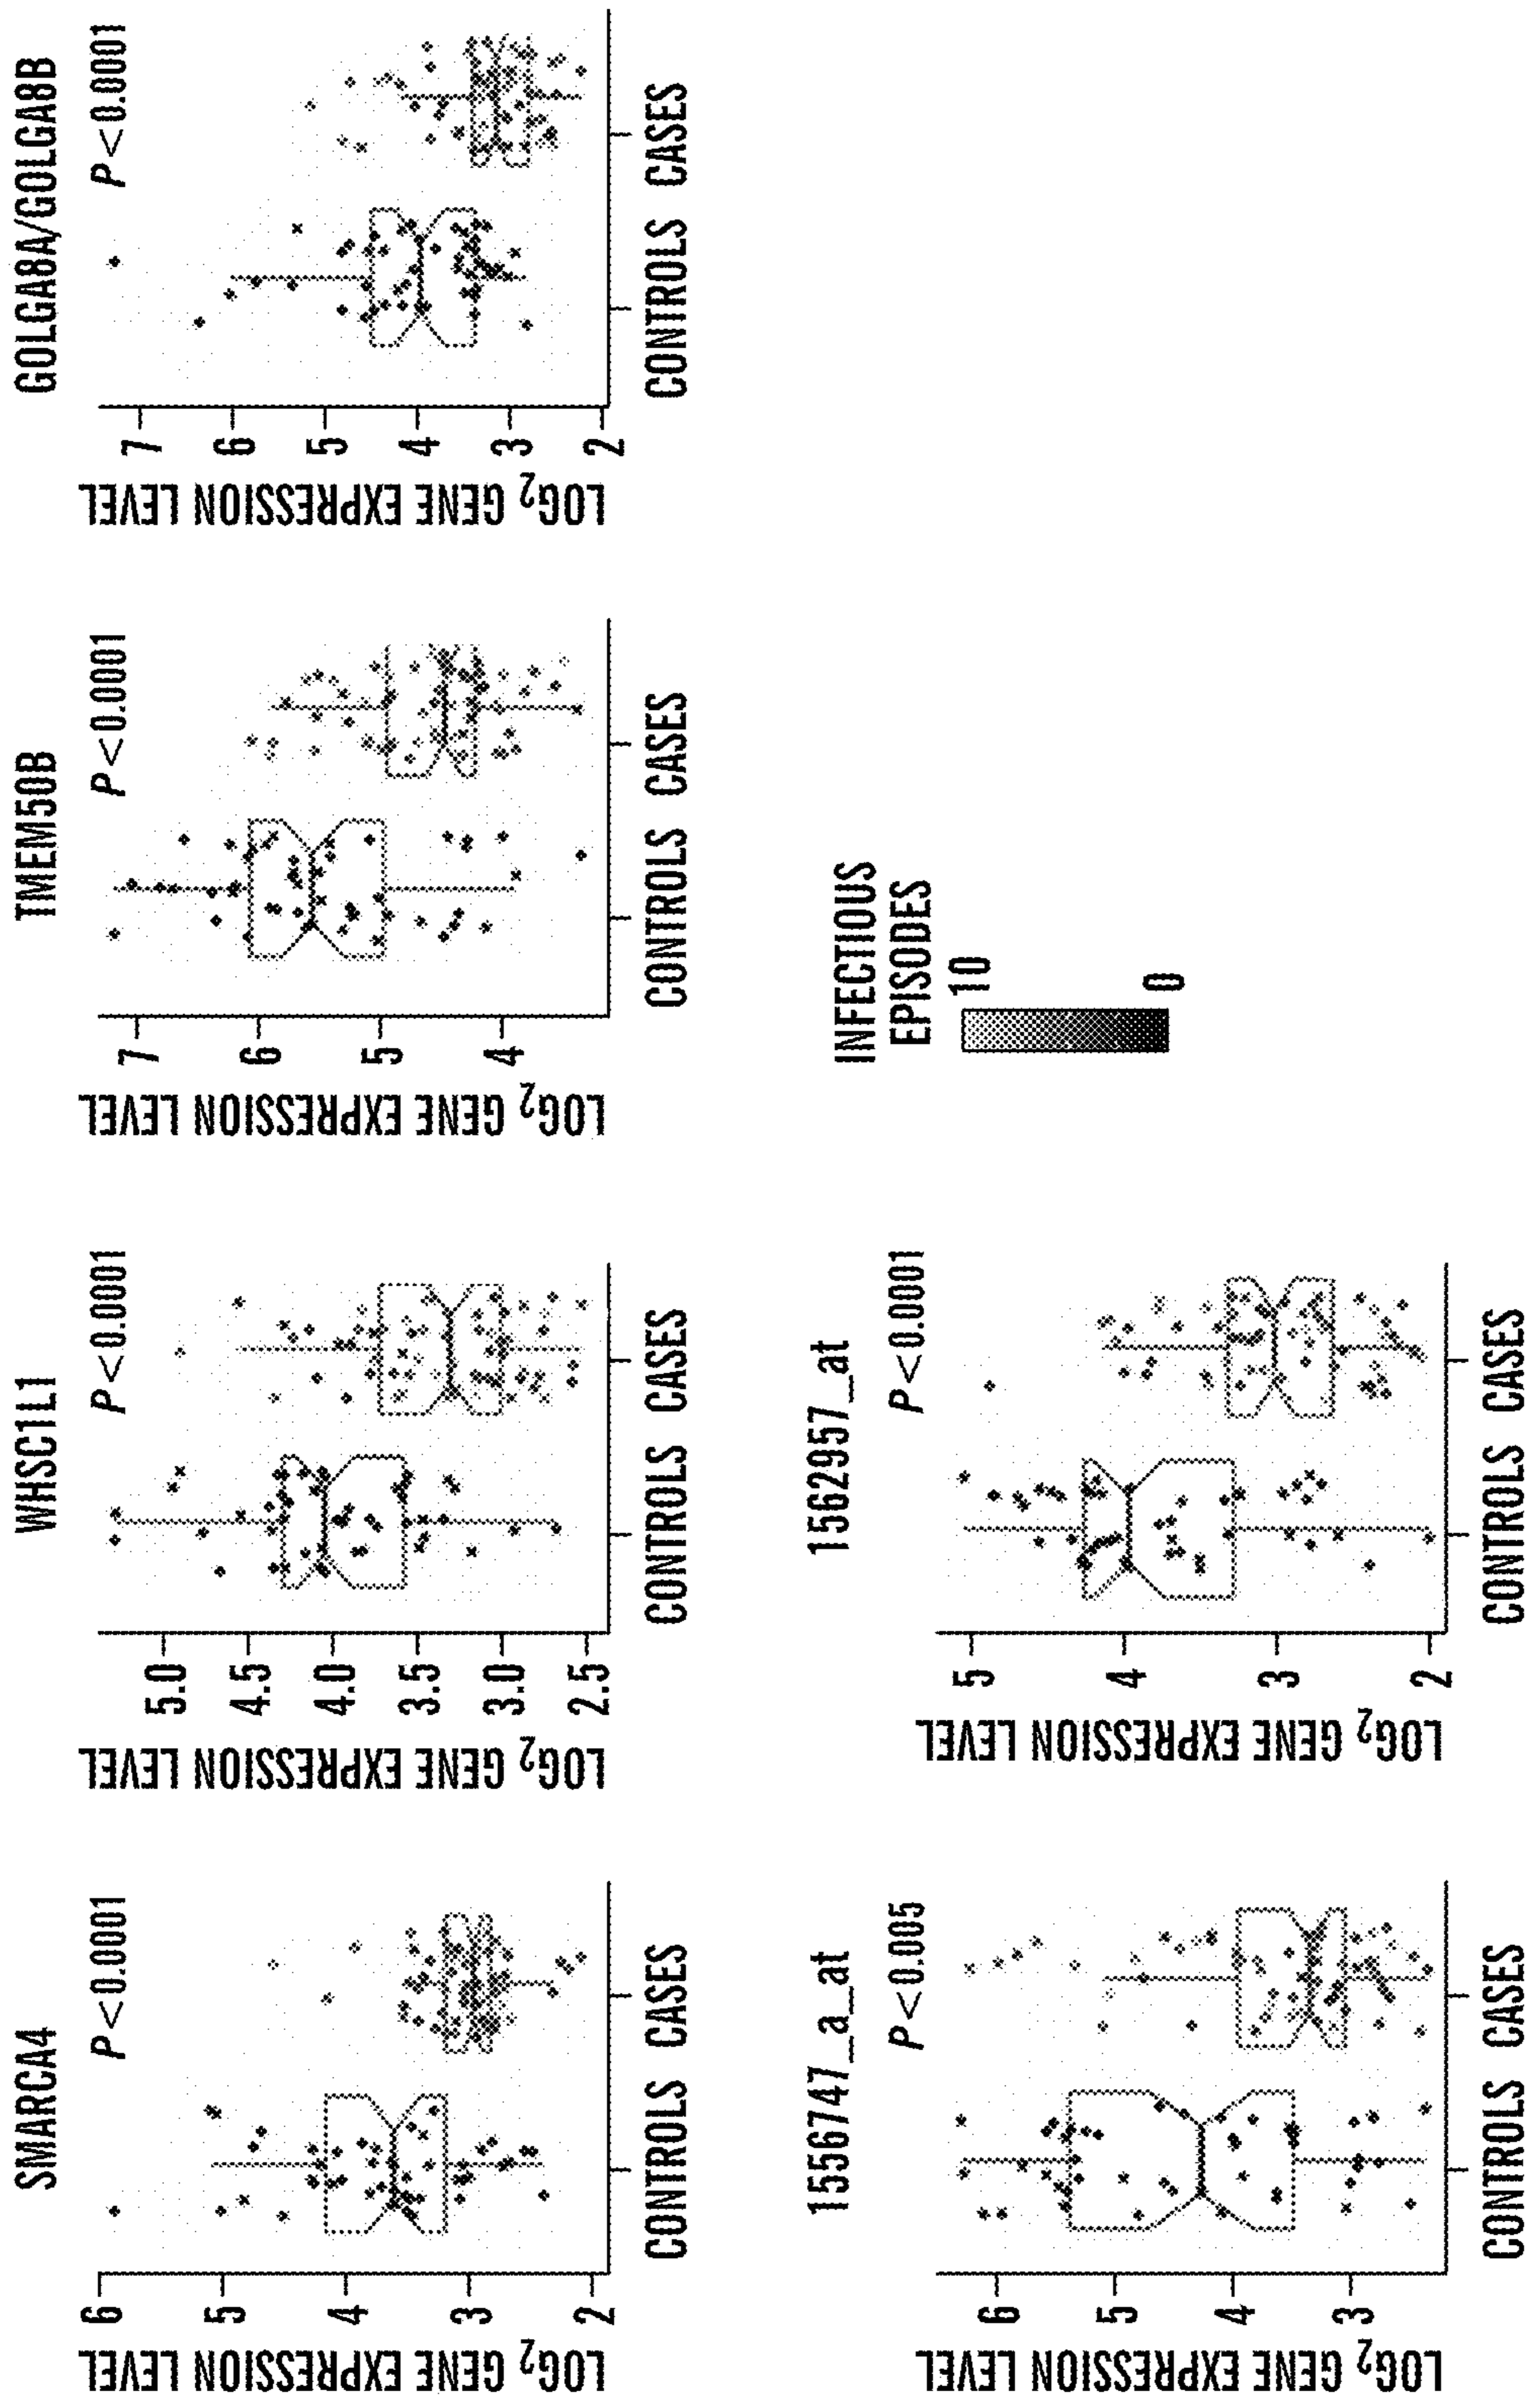 SMARCA4
P<0.0001
LOG₂ GENE EXPRESSION LEVEL
6
5
4
3
2
CONTROLS CASES
WHSC1L1
P<0.0001
LOG₂ GENE EXPRESSION LEVEL
5.0
4.5
4.0
3.5
3.0
2.5
CONTROLS CASES
TMEM50B
P<0.0001
LOG₂ GENE EXPRESSION LEVEL
7
6
5
4
CONTROLS CASES
GOLGA8A/GOLGA8B
P<0.0001
LOG₂ GENE EXPRESSION LEVEL
7
6
5
4
3
2
CONTROLS CASES
1556747_a_at
P<0.005
LOG₂ GENE EXPRESSION LEVEL
6
5
4
3
CONTROLS CASES
1562957_at
P<0.0001
LOG₂ GENE EXPRESSION LEVEL
5
4
3
2
CONTROLS CASES
INFECTIOUS
EPISODES
10
0